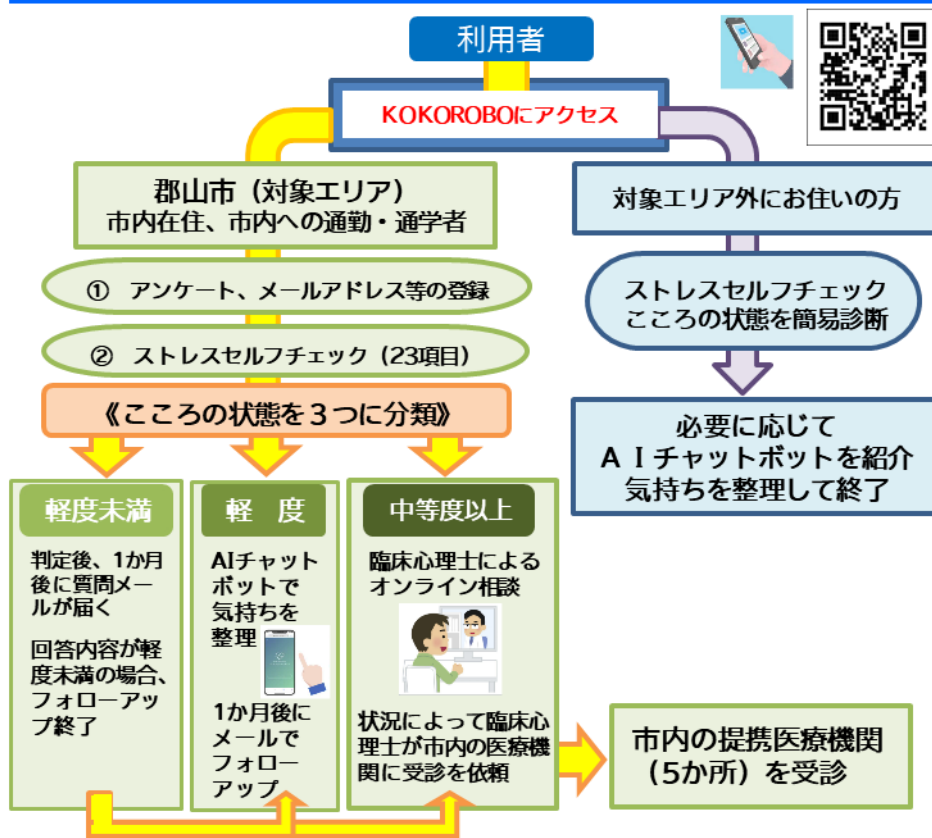 利用者
KOKOROBOにアクセス
郡山市（対象エリア）
市内在住、市内への通勤・通学者
① アンケート、メールアドレス等の登録
② ストレスセルフチェック（23項目）
《こころの状態を３つに分類》
軽度未満
判定後、1か月
後に質問メー
ルが届く
回答内容が軽
度未満の場合、
フォローアッ
プ終了
軽 度
AIチャット
ボットで
気持ちを
整理
1か月後に
メールで
フォロー
アップ
中等度以上
臨床心理士による
オンライン相談
状況によって臨床心
理士が市内の医療機
関に受診を依頼
市内の提携医療機関
（5か所）を受診
対象エリア外にお住いの方
ストレスセルフチェック
こころの状態を簡易診断
必要に応じて
ＡＩチャットボットを紹介
気持ちを整理して終了